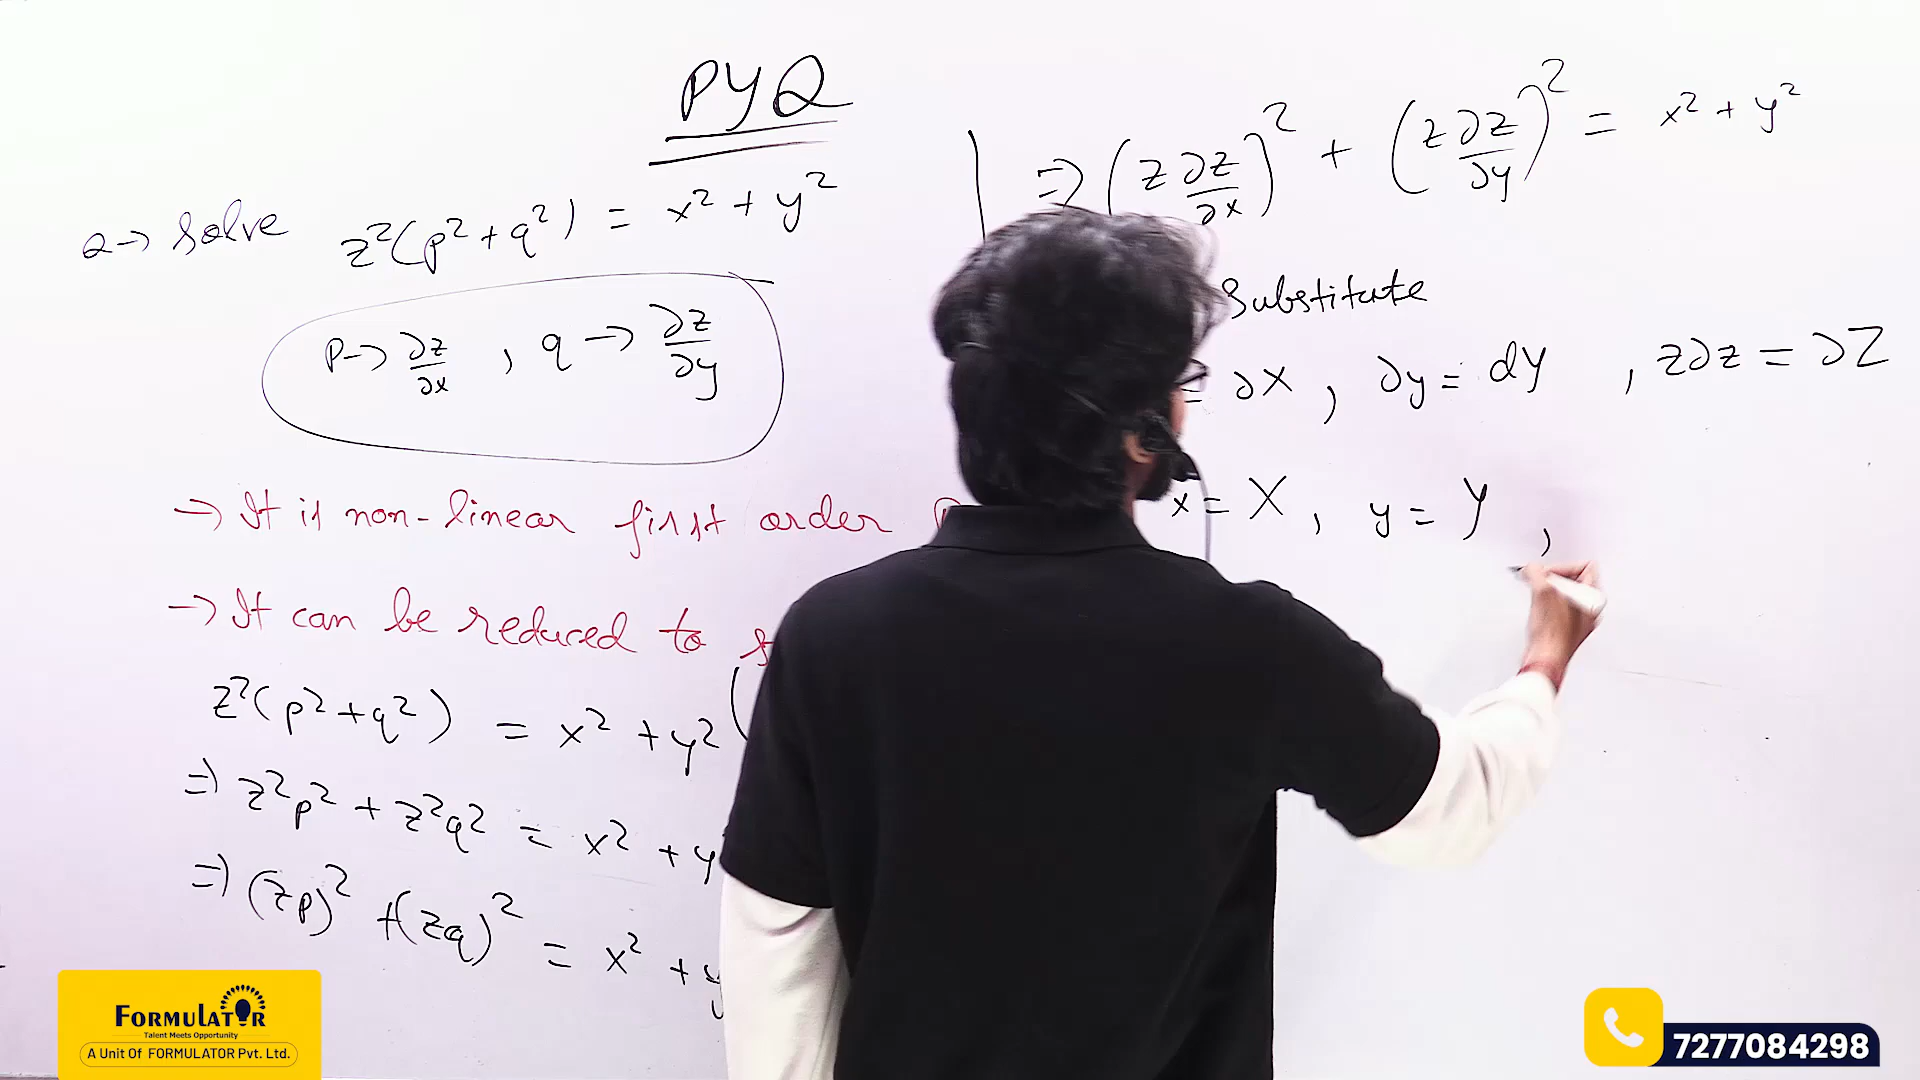 PYQ
Q→ Solve z²(p²+q²) = x² + y²
p→ ∂z/∂x , q → ∂z/∂y
→ It is non-linear first order
→ It can be reduced to
z²(p²+q²) = x² + y²
⇒ z²p² + z²q² = x² + y
⇒ (zp)² + (zq)² = x² + y
⇒ (z ∂z/∂x)² + (z ∂z/∂y)² = x² + y²
Substitute
= ∂X , ∂y = dY , z∂z = ∂Z
x = X , y = Y ,
FORMULATOR
Talent Meets Opportunity
A Unit Of FORMULATOR Pvt. Ltd.
7277084298